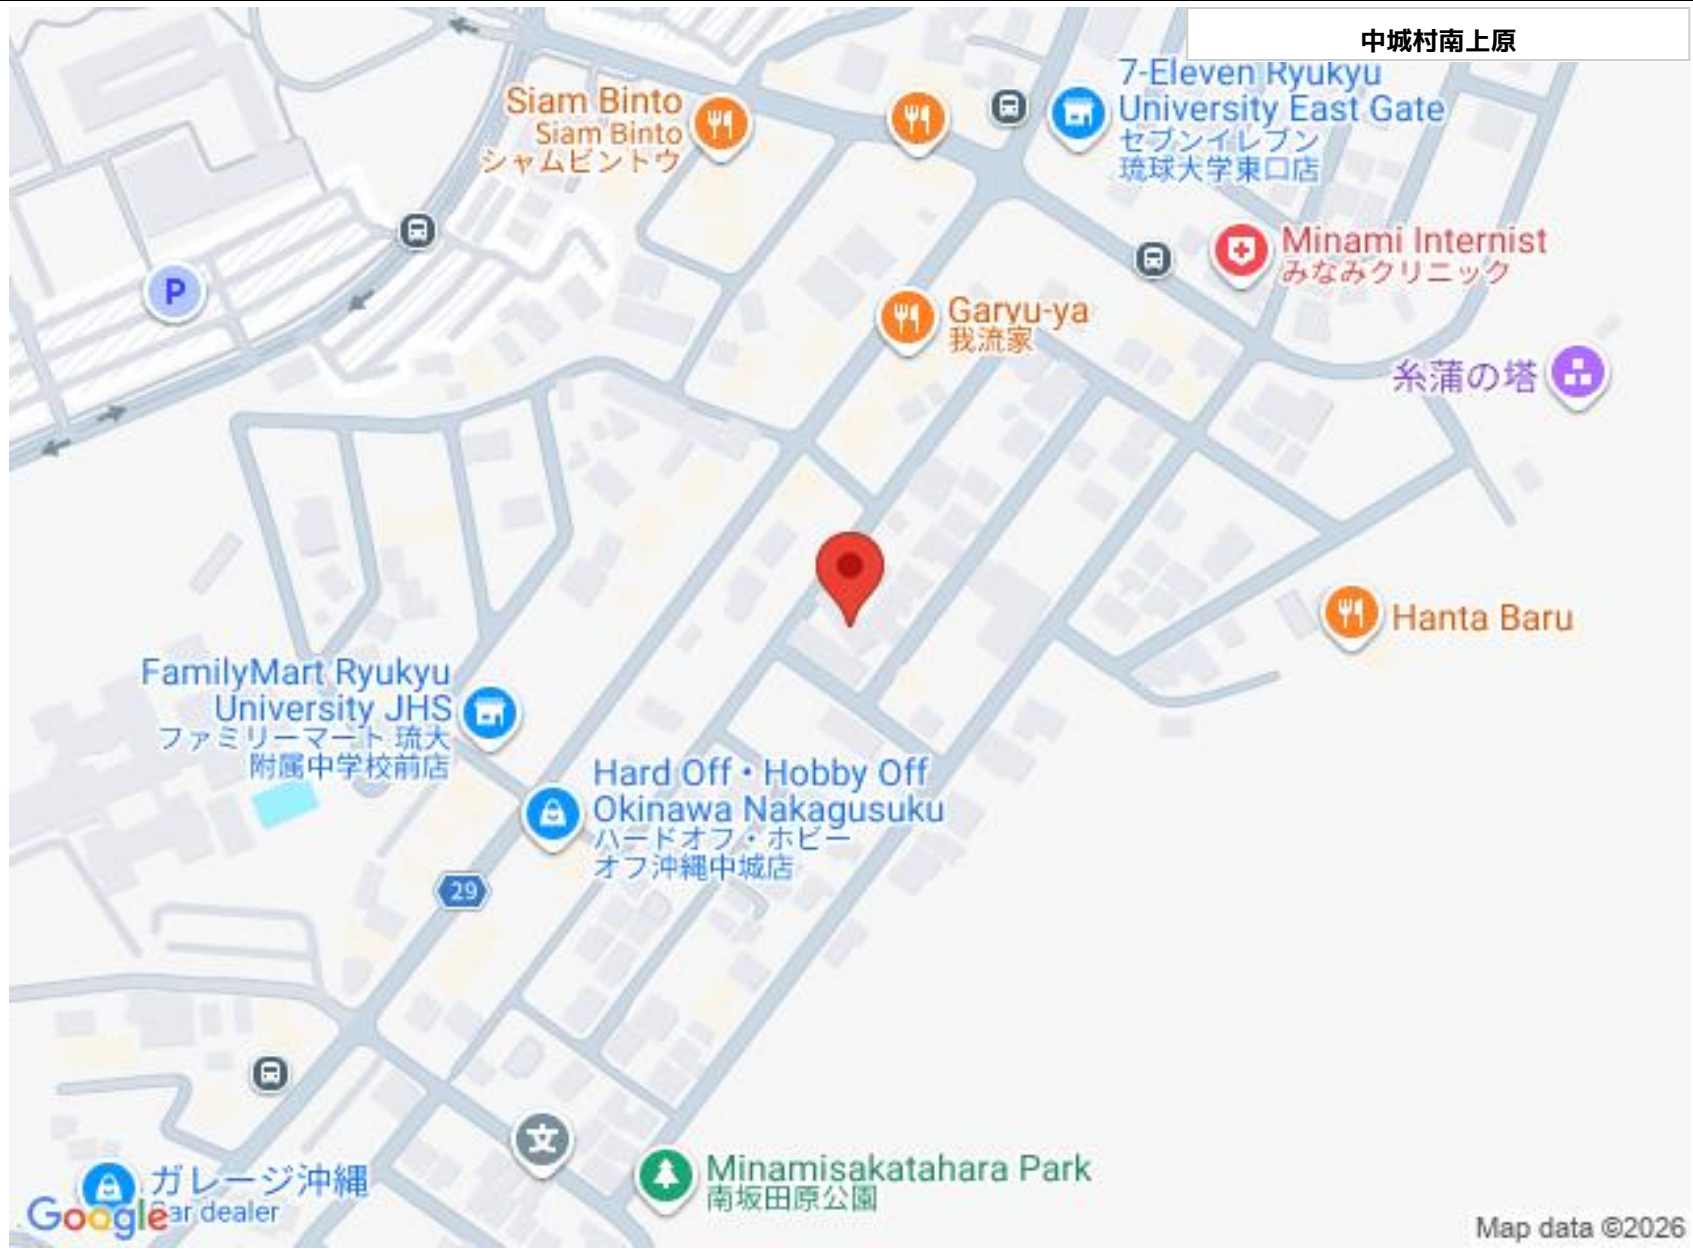 中城村南上原
7-Eleven Ryukyu
University East Gate
セブンイレブン
琉球大学東口店
Siam Binto
Siam Binto
シャムビントウ
Minami Internist
みなみクリニック
P
Garyu-ya
我流家
糸蒲の塔
Hanta Baru
FamilyMart Ryukyu
University JHS
ファミリーマート 琉大
附属中学校前店
Hard Off・Hobby Off
Okinawa Nakagusuku
ハードオフ・ホビー
オフ沖縄中城店
29
文
Minamisakatahara Park
南坂田原公園
ガレージ沖縄
Car dealer
Google
Map data ©2026